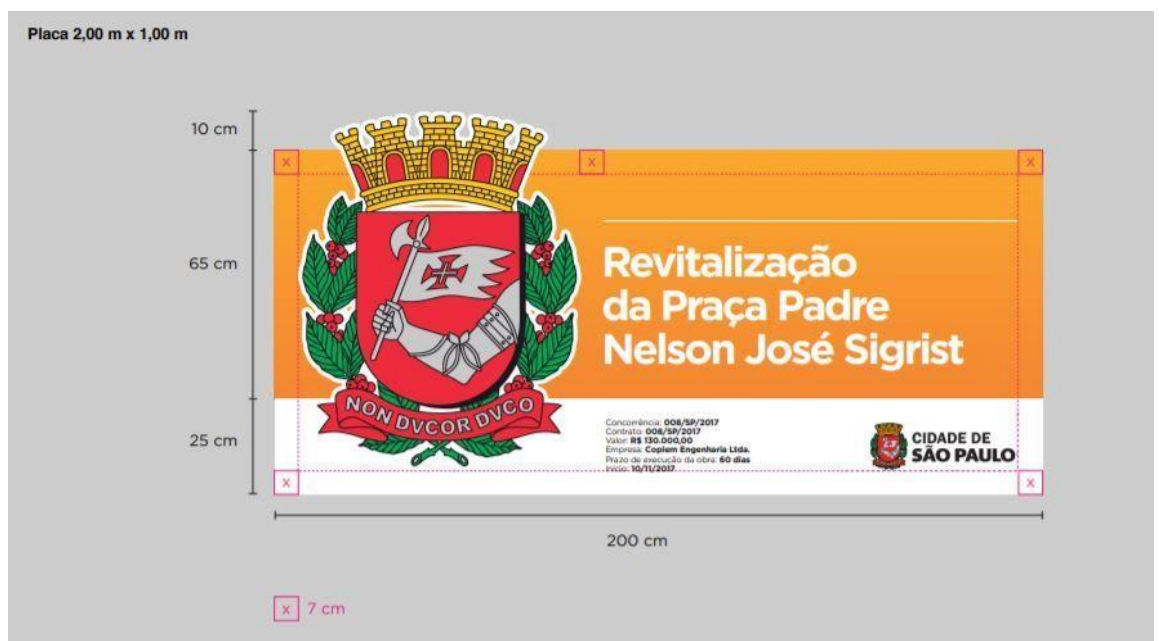 Placa 2,00 m x 1,00 m
10 cm
x
x
x
65 cm
Revitalização
da Praça Padre
Nelson José Sigrist
NON DVCOR DVCO
25 cm
Concorrência: 008/SP/2017
Contrato: 008/SP/2017
Valor: R$ 130.000,00
Empresa: Coplem Engenharia Ltda.
Prazo de execução da obra: 60 dias
Início: 10/11/2017
CIDADE DE
SÃO PAULO
x
x
200 cm
x 7 cm